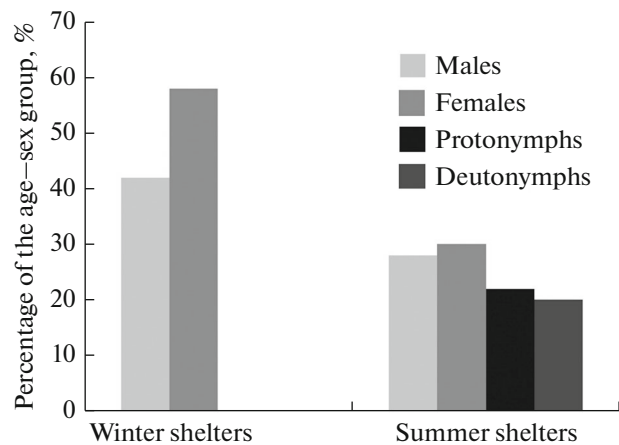 Percentage of the age–sex group, %
70
60
50
40
30
20
10
0
Males
Females
Protonymphs
Deutonymphs
Winter shelters
Summer shelters